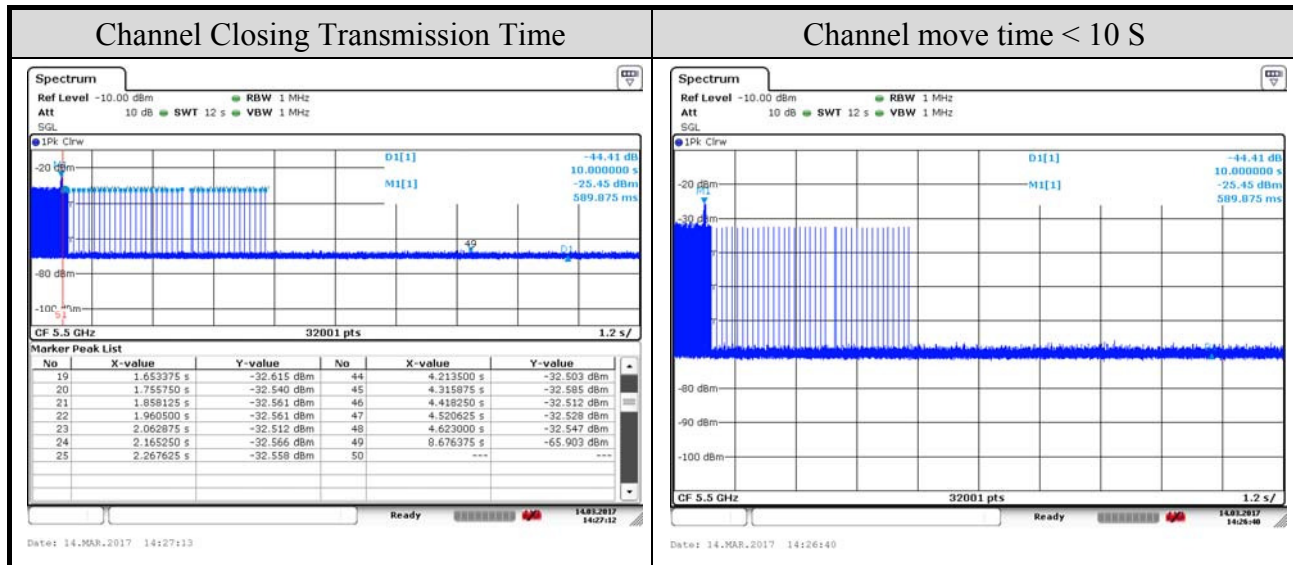 Channel Closing Transmission Time
Channel move time < 10 S
Spectrum
Ref Level -10.00 dBm RBW 1 MHz
Att 10 dB SWT 12 s VBW 1 MHz
SGL
1Pk Clrw
D1[1] -44.41 dB
10.000000 s
M1[1] -25.45 dBm
589.875 ms
-20 dBm
49
D1
-80 dBm
-100 dBm
S1
CF 5.5 GHz 32001 pts 1.2 s/
Marker Peak List
No X-value Y-value No X-value Y-value
19 1.653375 s -32.615 dBm 44 4.213500 s -32.503 dBm
20 1.755750 s -32.540 dBm 45 4.315875 s -32.585 dBm
21 1.858125 s -32.561 dBm 46 4.418250 s -32.512 dBm
22 1.960500 s -32.561 dBm 47 4.520625 s -32.528 dBm
23 2.062875 s -32.512 dBm 48 4.623000 s -32.547 dBm
24 2.165250 s -32.566 dBm 49 8.676375 s -65.903 dBm
25 2.267625 s -32.558 dBm 50 --- ---
Ready 14.03.2017
14:27:12
Date: 14.MAR.2017 14:27:13
Spectrum
Ref Level -10.00 dBm RBW 1 MHz
Att 10 dB SWT 12 s VBW 1 MHz
SGL
1Pk Clrw
D1[1] -44.41 dB
10.000000 s
M1[1] -25.45 dBm
589.875 ms
-20 dBm
M1
-30 dBm
-80 dBm
-90 dBm
-100 dBm
CF 5.5 GHz 32001 pts 1.2 s/
Ready 14.03.2017
14:26:40
Date: 14.MAR.2017 14:26:40